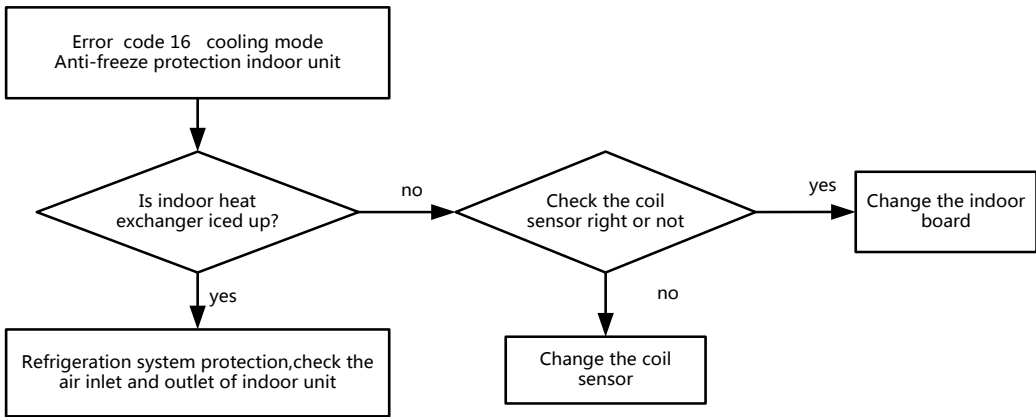 Error code 16 cooling mode
Anti-freeze protection indoor unit
Is indoor heat
exchanger iced up?
no
Check the coil
sensor right or not
yes
Change the indoor
board
yes
no
Refrigeration system protection,check the
air inlet and outlet of indoor unit
Change the coil
sensor